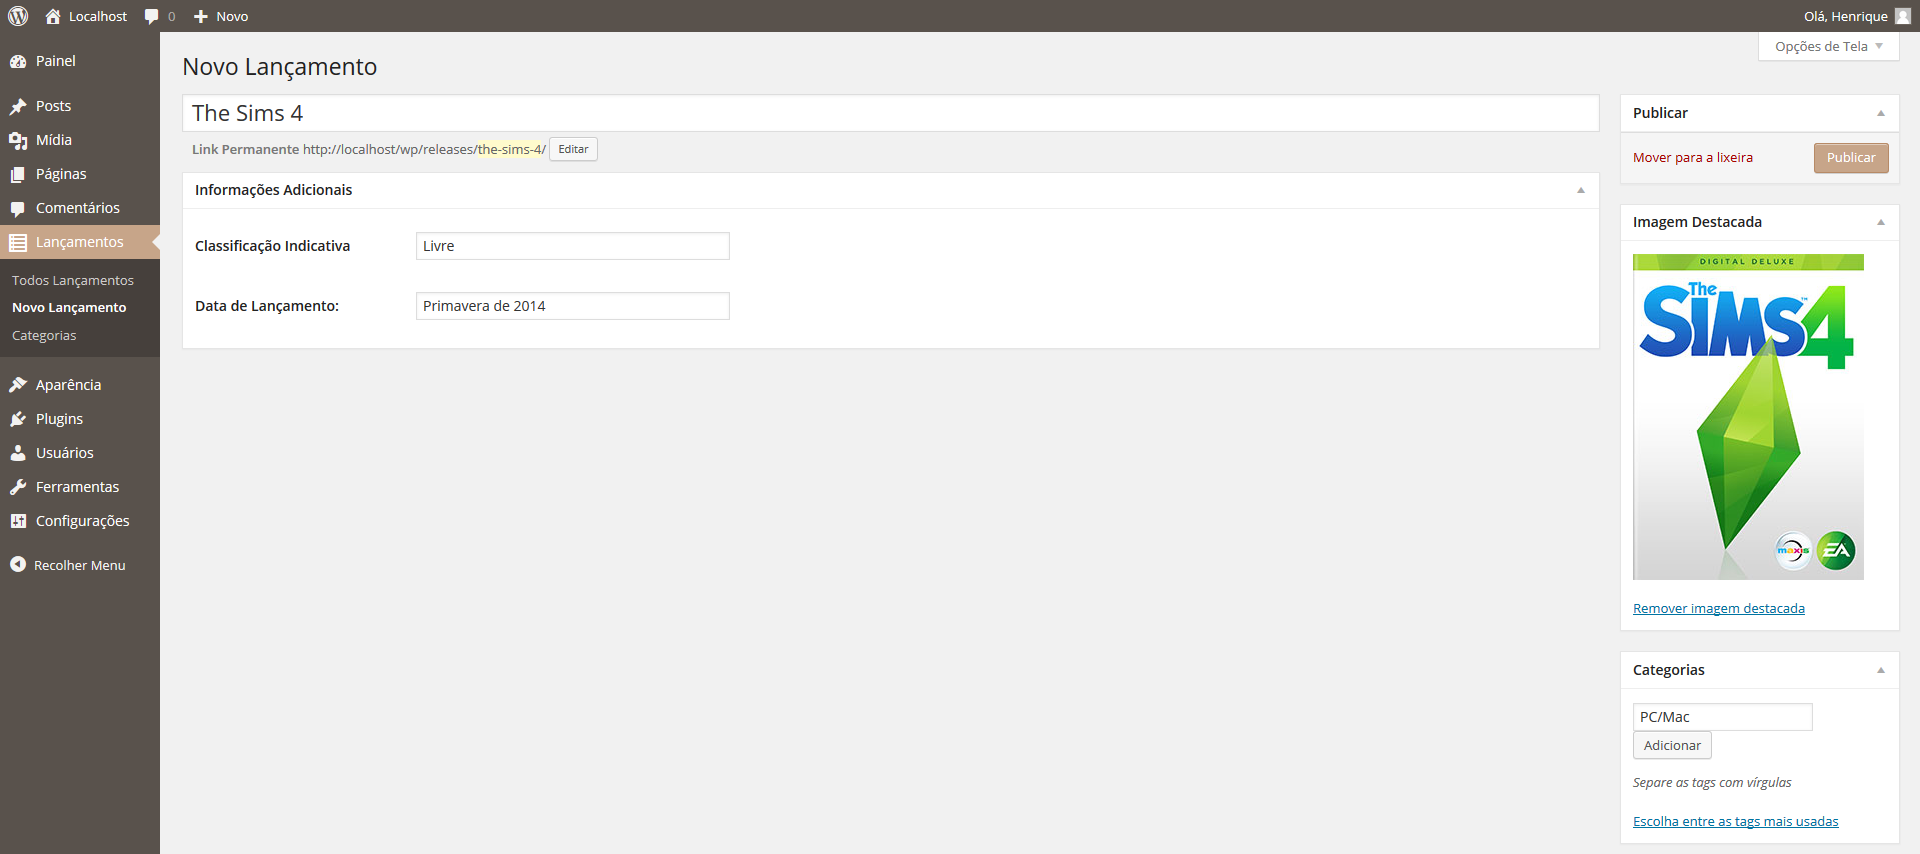 Localhost
0
Novo
Olá, Henrique
Opções de Tela
Painel
Posts
Mídia
Páginas
Comentários
Lançamentos
Todos Lançamentos
Novo Lançamento
Categorias
Aparência
Plugins
Usuários
Ferramentas
Configurações
Recolher Menu
Novo Lançamento
The Sims 4
Link Permanente http://localhost/wp/releases/the-sims-4/ Editar
Informações Adicionais
Classificação Indicativa Livre
Data de Lançamento: Primavera de 2014
Publicar
Mover para a lixeira Publicar
Imagem Destacada
DIGITAL DELUXE
The
SIMS 4
maxis EA
Remover imagem destacada
Categorias
PC/Mac
Adicionar
Separe as tags com vírgulas
Escolha entre as tags mais usadas